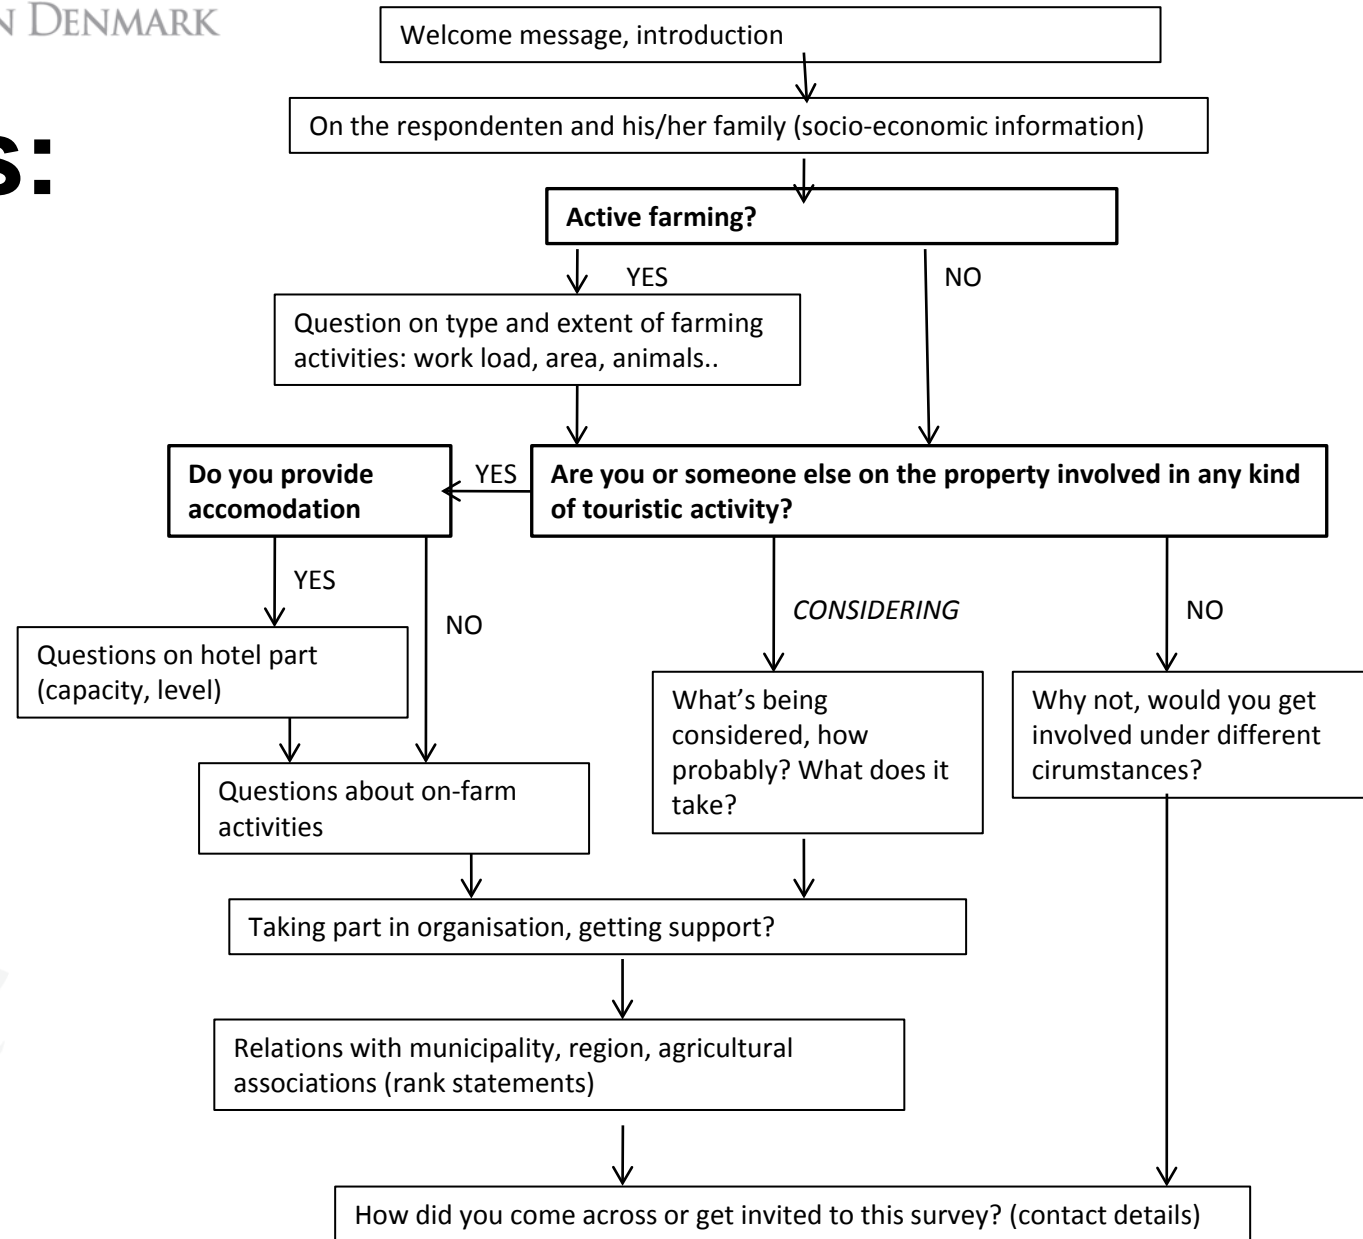 N DENMARK
s:
Welcome message, introduction
On the respondenten and his/her family (socio-economic information)
Active farming?
YES
NO
Question on type and extent of farming
activities: work load, area, animals..
Do you provide
accomodation
YES
Are you or someone else on the property involved in any kind
of touristic activity?
YES
NO
CONSIDERING
NO
Questions on hotel part
(capacity, level)
What's being
considered, how
probably? What does it
take?
Why not, would you get
involved under different
cirumstances?
Questions about on-farm
activities
Taking part in organisation, getting support?
Relations with municipality, region, agricultural
associations (rank statements)
How did you come across or get invited to this survey? (contact details)